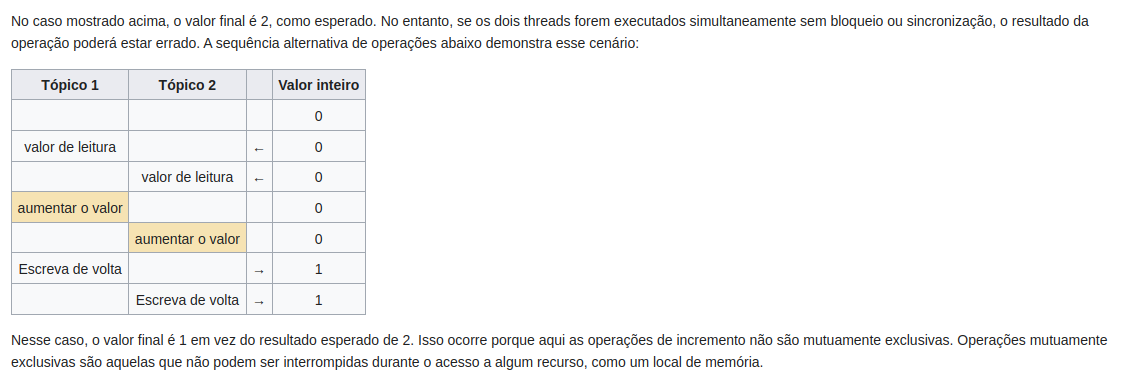 No caso mostrado acima, o valor final é 2, como esperado. No entanto, se os dois threads forem executados simultaneamente sem bloqueio ou sincronização, o resultado da
operação poderá estar errado. A sequência alternativa de operações abaixo demonstra esse cenário:
Tópico 1 Tópico 2 Valor inteiro
0
valor de leitura ← 0
valor de leitura ← 0
aumentar o valor 0
aumentar o valor 0
Escreva de volta → 1
Escreva de volta → 1
Nesse caso, o valor final é 1 em vez do resultado esperado de 2. Isso ocorre porque aqui as operações de incremento não são mutuamente exclusivas. Operações mutuamente
exclusivas são aquelas que não podem ser interrompidas durante o acesso a algum recurso, como um local de memória.